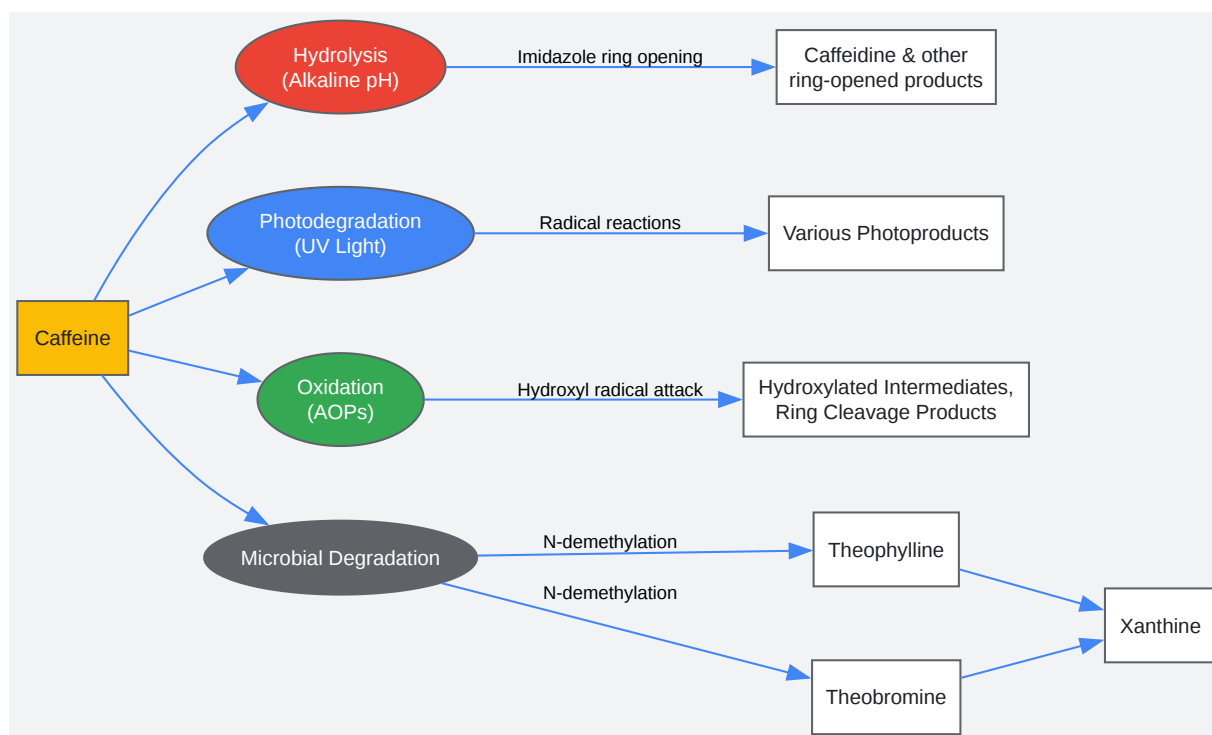 Hydrolysis
(Alkaline pH)
Imidazole ring opening
Caffeidine & other
ring-opened products
Photodegradation
(UV Light)
Radical reactions
Various Photoproducts
Caffeine
Oxidation
(AOPs)
Hydroxyl radical attack
Hydroxylated Intermediates,
Ring Cleavage Products
Microbial Degradation
N-demethylation
Theophylline
N-demethylation
Xanthine
Theobromine